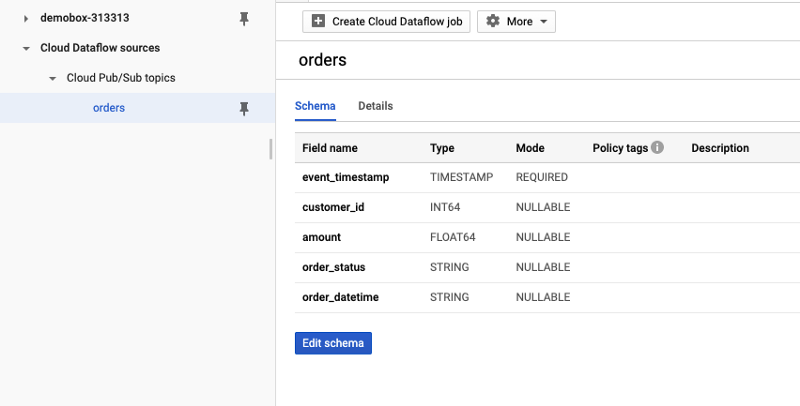 demobox-313313
Cloud Dataflow sources
Cloud Pub/Sub topics
orders
Create Cloud Dataflow job More
orders
Schema Details
Field name Type Mode Policy tags Description
event_timestamp TIMESTAMP REQUIRED
customer_id INT64 NULLABLE
amount FLOAT64 NULLABLE
order_status STRING NULLABLE
order_datetime STRING NULLABLE
Edit schema